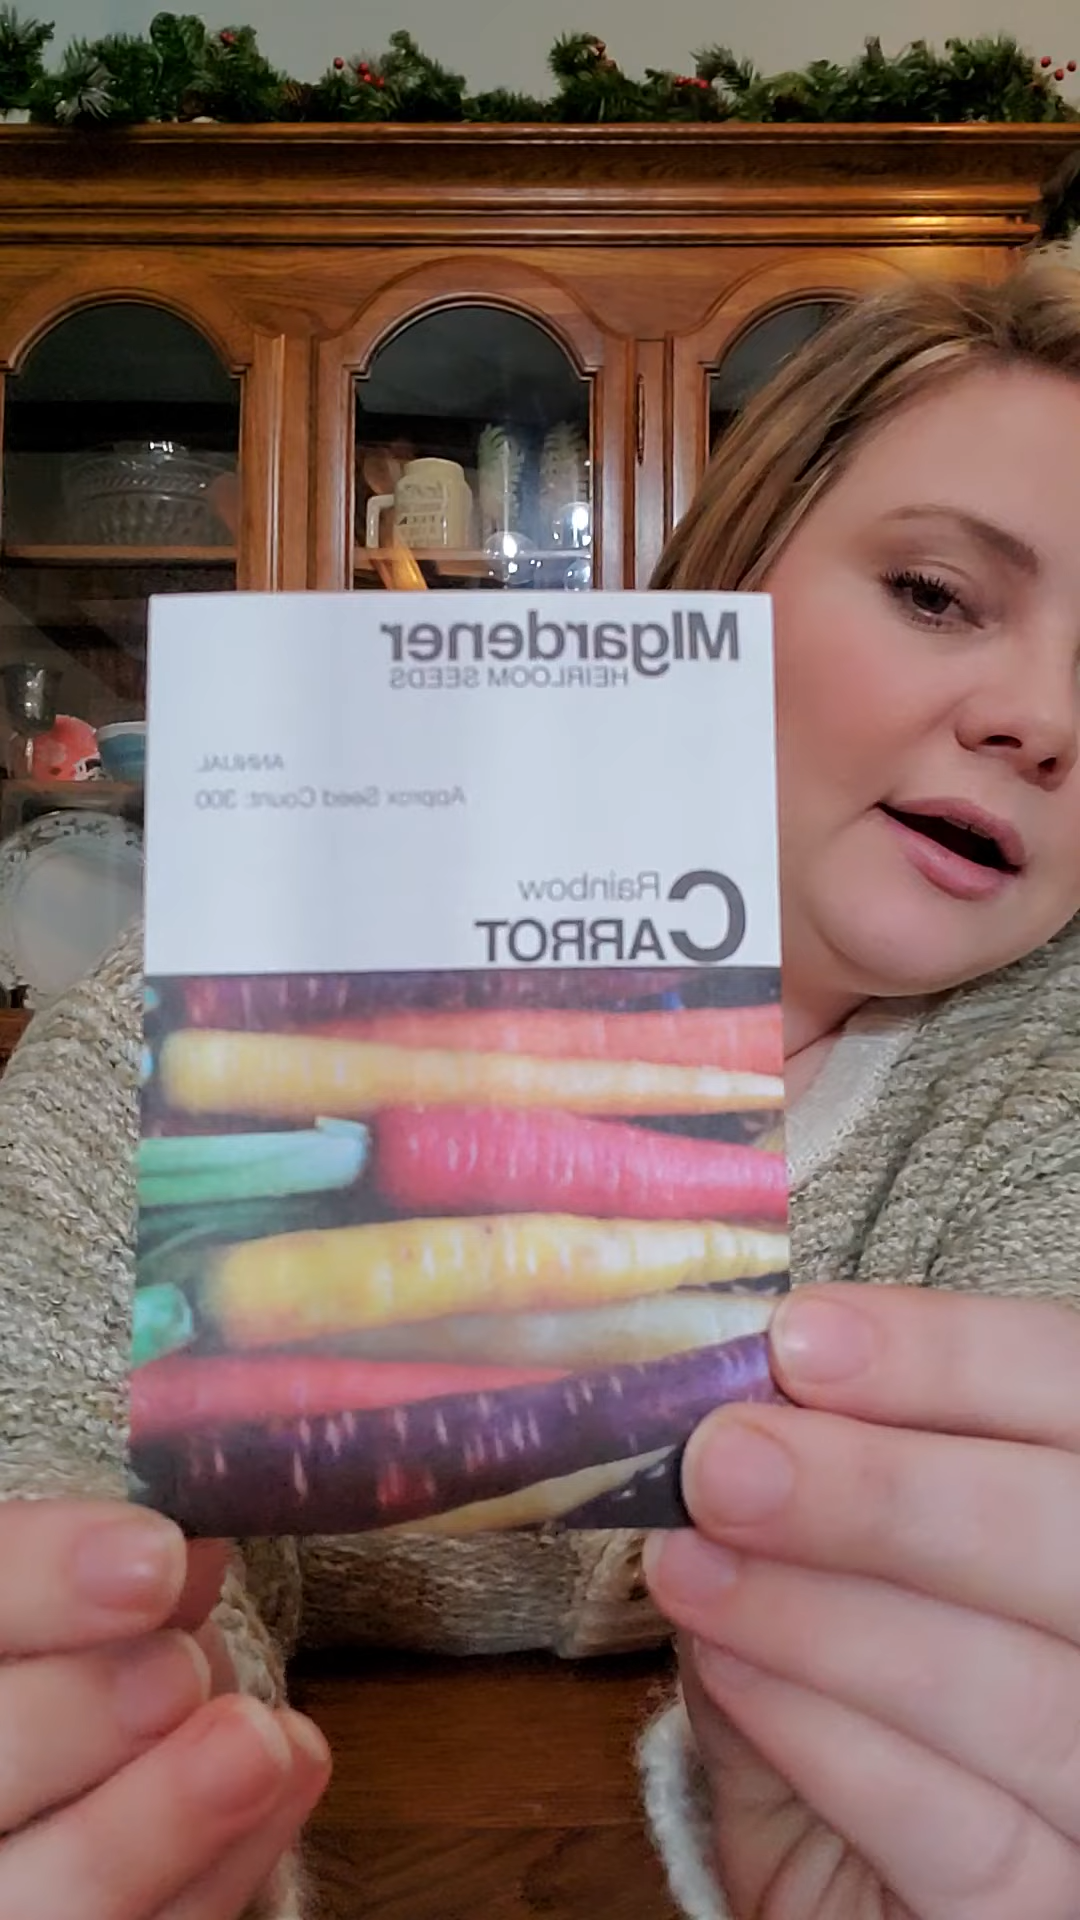 MIgardener
HEIRLOOM SEEDS
ANNUAL
Approx Seed Count: 300
Rainbow
CARROT